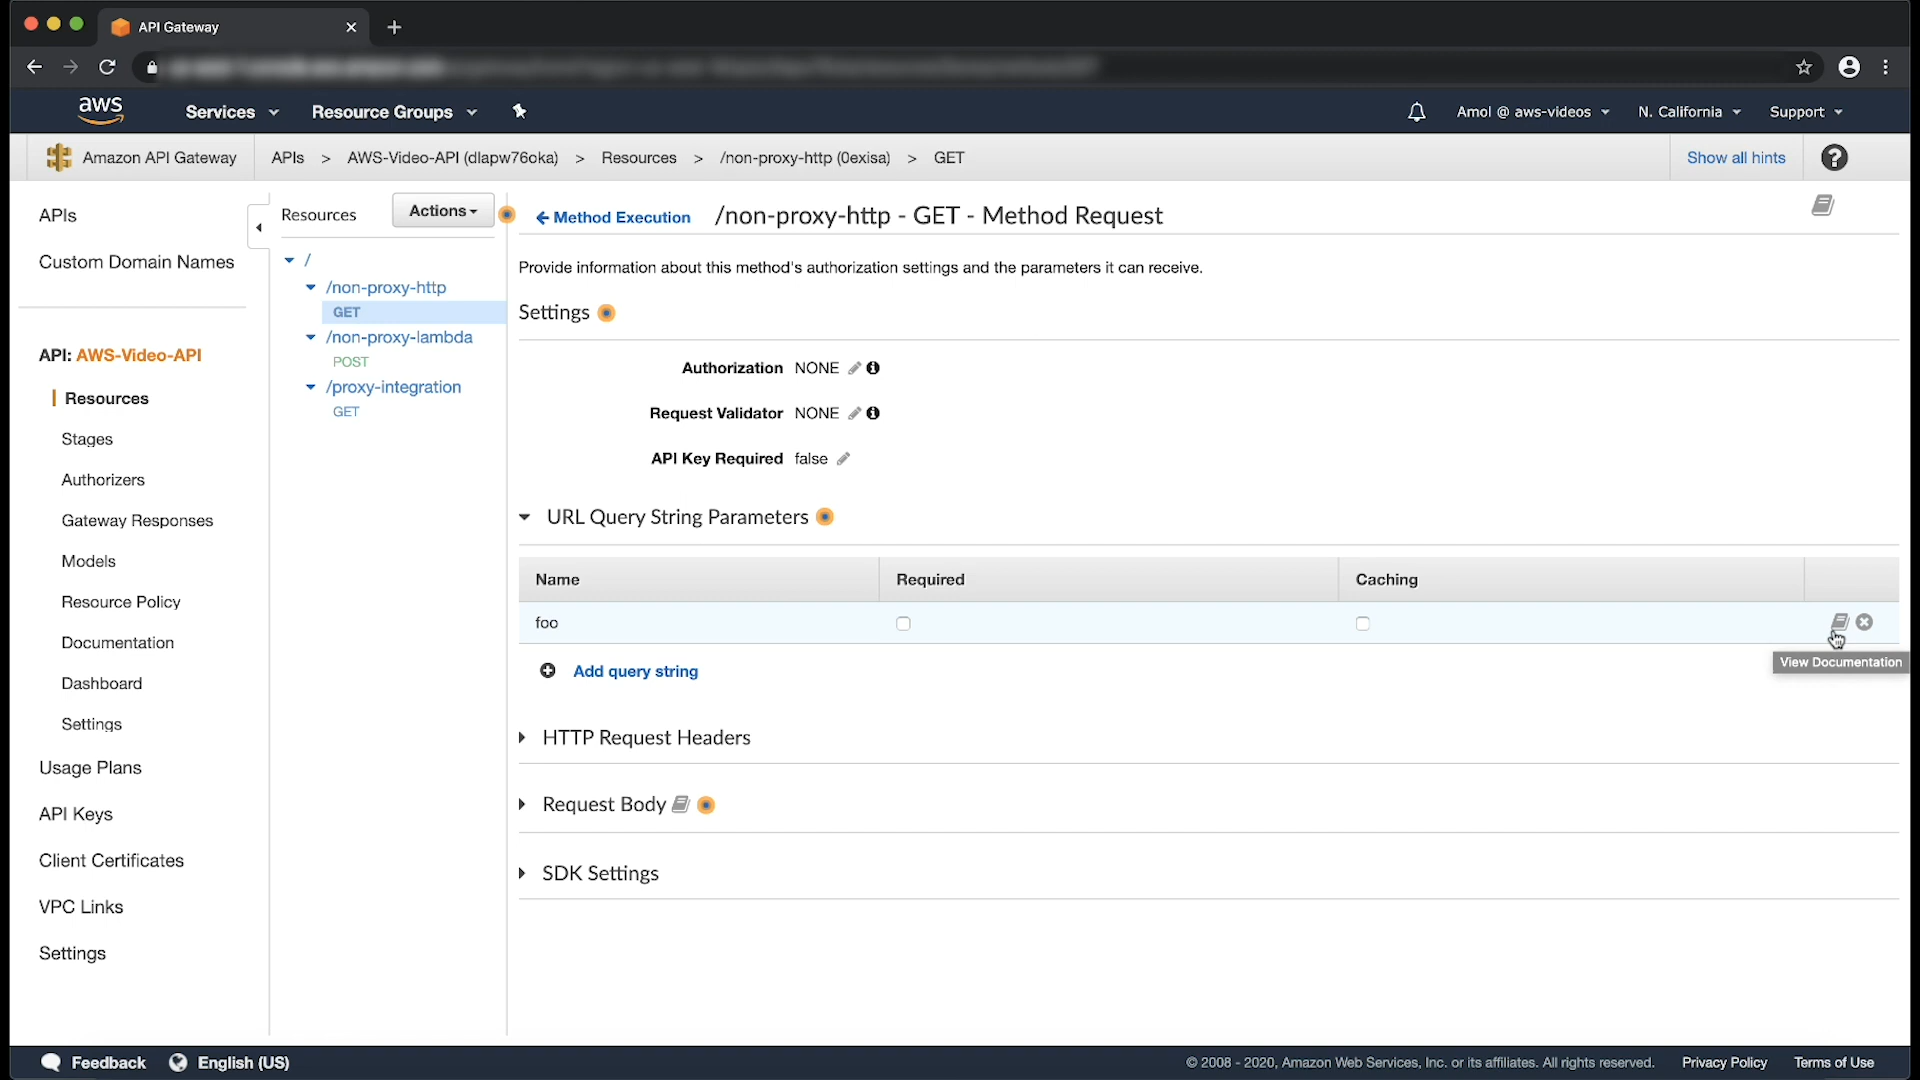 API Gateway
aws
Services
Resource Groups
Amol @ aws-videos
N. California
Support
Amazon API Gateway
APIs > AWS-Video-API (dlapw76oka) > Resources > /non-proxy-http (0exisa) > GET
Show all hints
APIs
Custom Domain Names
API: AWS-Video-API
Resources
Stages
Authorizers
Gateway Responses
Models
Resource Policy
Documentation
Dashboard
Settings
Usage Plans
API Keys
Client Certificates
VPC Links
Settings
Resources
Actions
/
/non-proxy-http
GET
/non-proxy-lambda
POST
/proxy-integration
GET
Method Execution
/non-proxy-http - GET - Method Request
Provide information about this method's authorization settings and the parameters it can receive.
Settings
Authorization NONE
Request Validator NONE
API Key Required false
URL Query String Parameters
Name Required Caching
foo
View Documentation
Add query string
HTTP Request Headers
Request Body
SDK Settings
Feedback
English (US)
© 2008 - 2020, Amazon Web Services, Inc. or its affiliates. All rights reserved.
Privacy Policy
Terms of Use